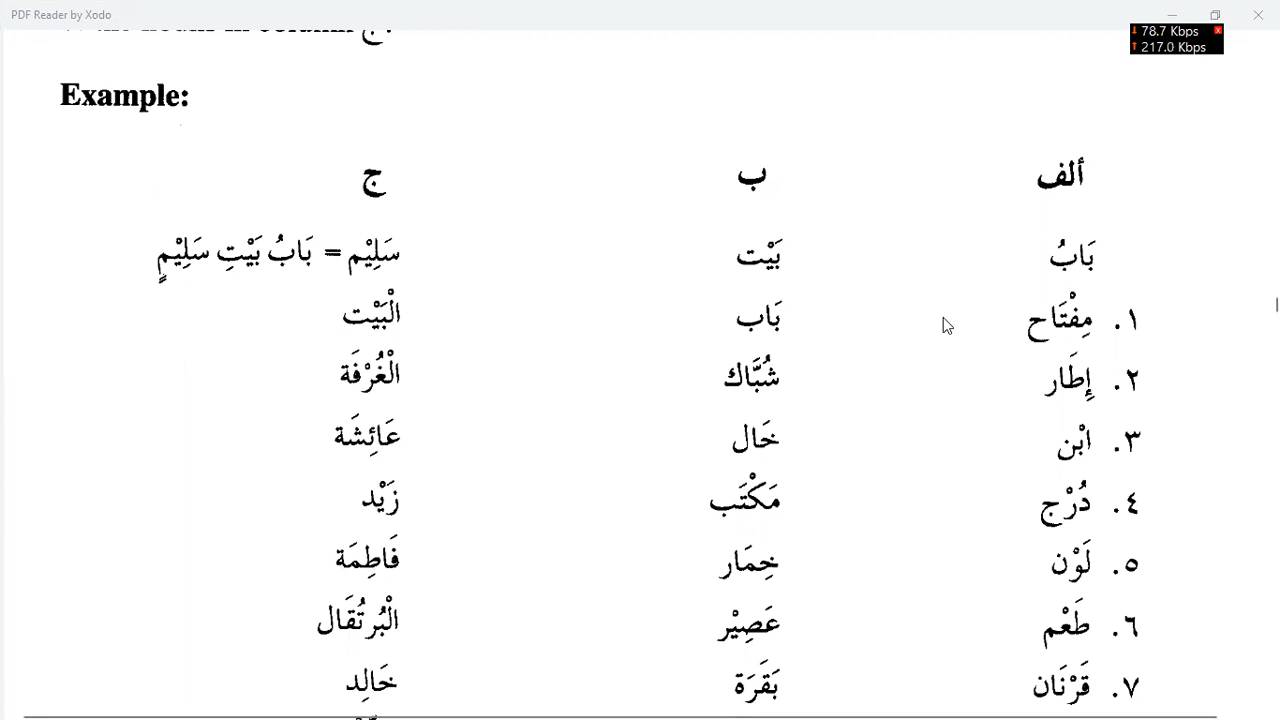 PDF Reader by Xodo
78.7 Kbps
217.0 Kbps
Example:
ألف ب ج
بَابُ بَيْت سَلِيْم = بَابُ بَيْتِ سَلِيْمٍ
١. مِفْتَاح بَاب الْبَيْت
٢. إِطَار شُبَّاك الْغُرْفَة
٣. ابْن خَال عَائِشَة
٤. دُرْج مَكْتَب زَيْد
٥. لَوْن خِمَار فَاطِمَة
٦. طَعْم عَصِيْر الْبُرتُقَال
٧. قَرْنَان بَقَرَة خَالِد